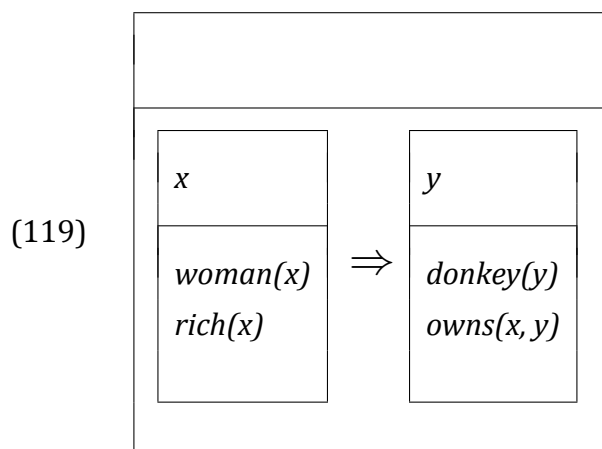 x y
(119)
woman(x) ⇒ donkey(y)
rich(x) owns(x, y)